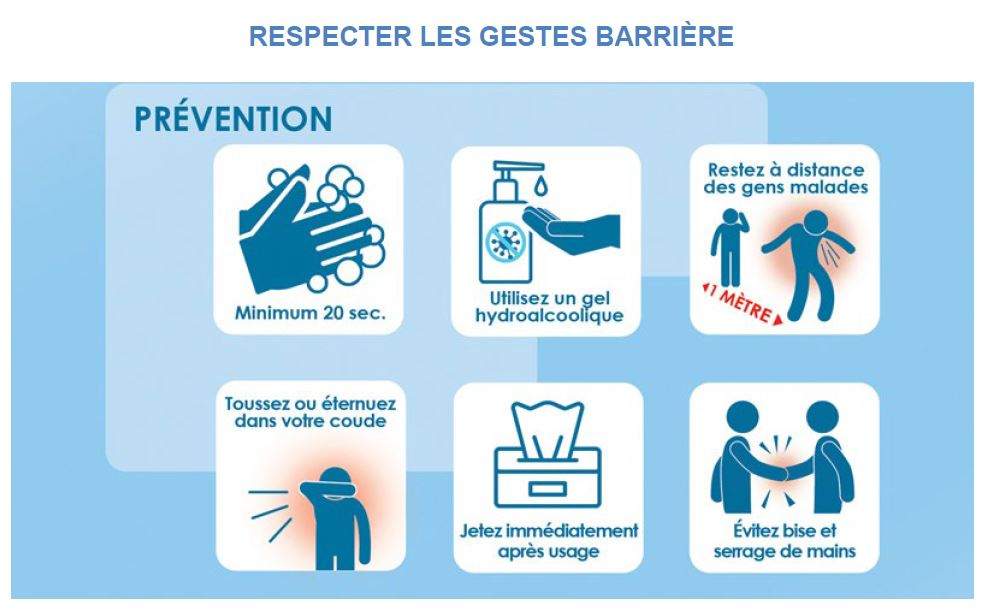 RESPECTER LES GESTES BARRIÈRE
PRÉVENTION
Minimum 20 sec.
Utilisez un gel
hydroalcoolique
Restez à distance
des gens malades
1 MÈTRE
Toussez ou éternuez
dans votre coude
Jetez immédiatement
après usage
Évitez bise et
serrage de mains